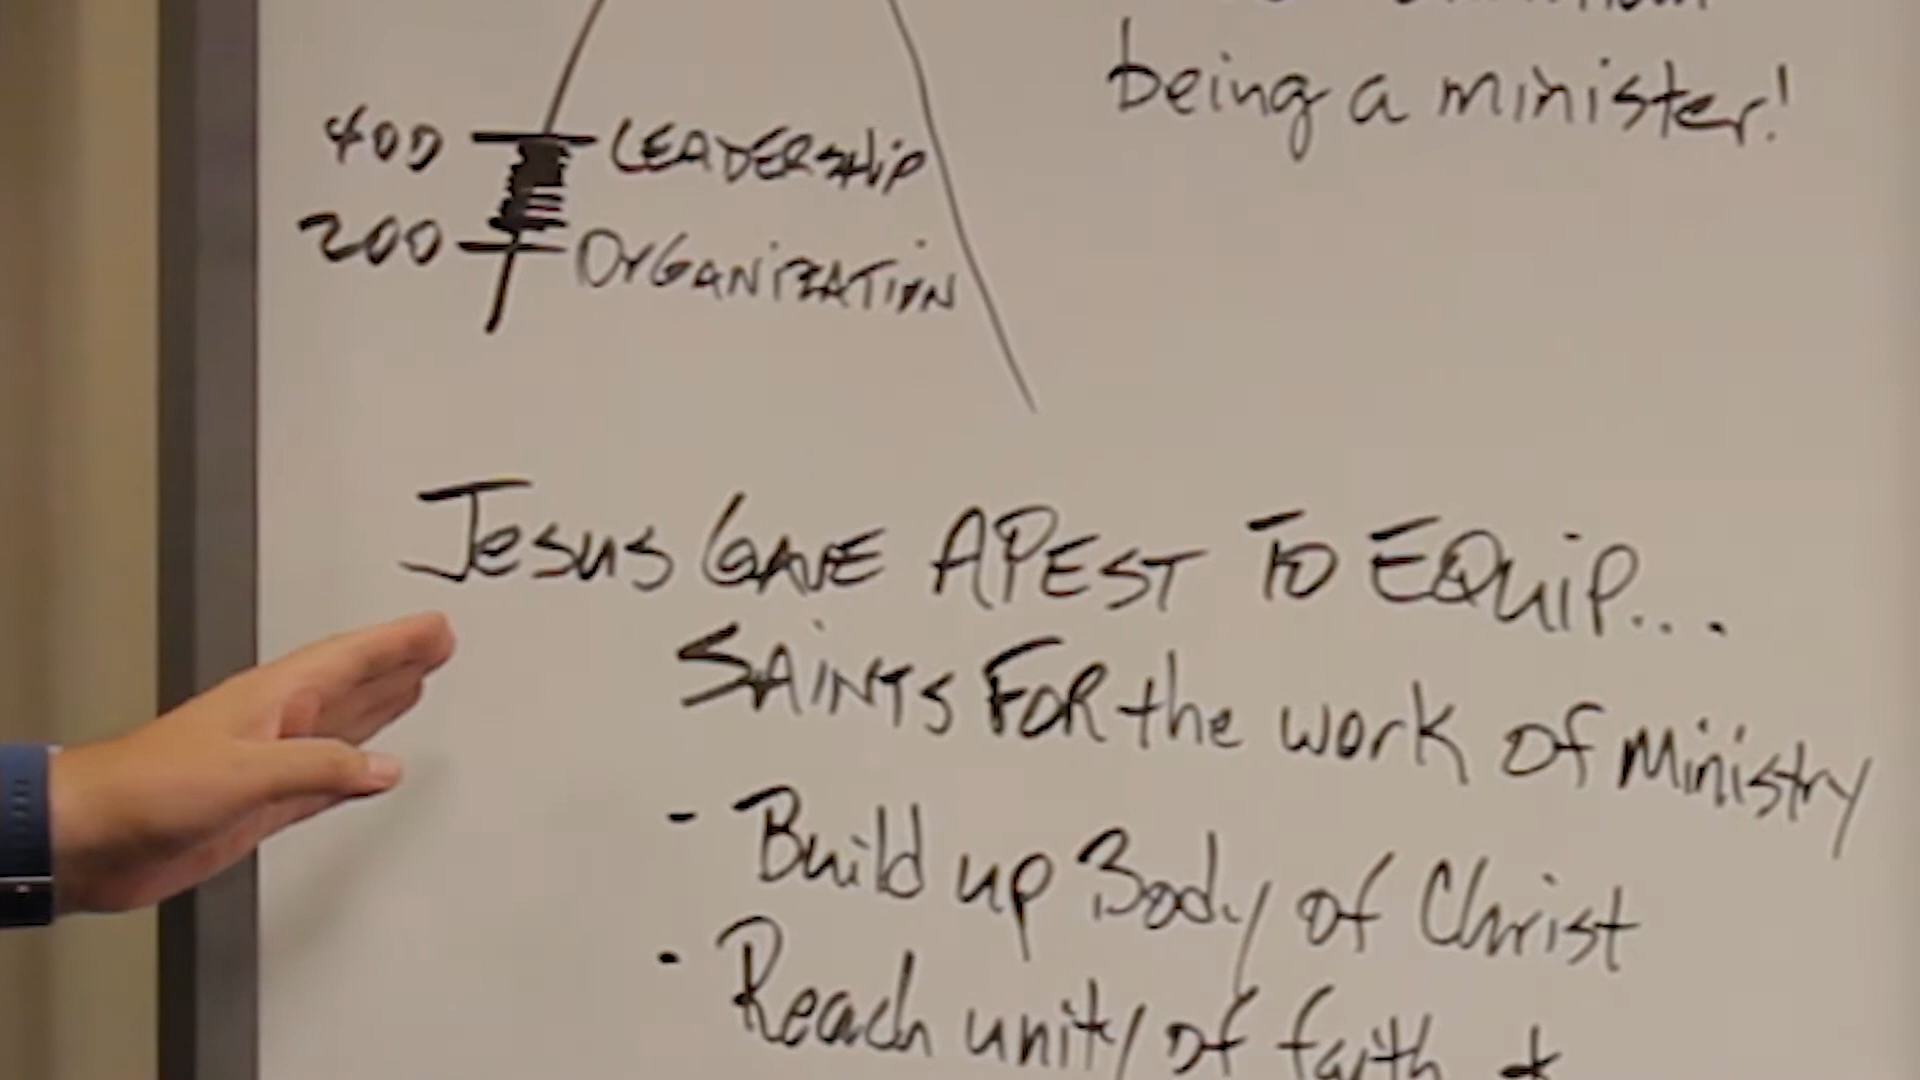 being a minister!
400 LEADERSHIP
200 ORGANIZATION
Jesus GAVE APEST TO EQUIP...
SAINTS FOR the work of Ministry
- Build up Body of Christ
- Reach unity of faith &